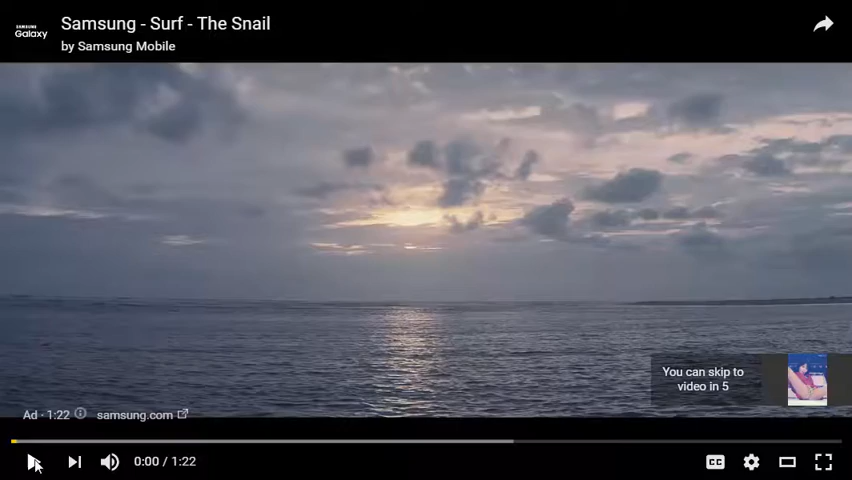 SAMSUNG
Galaxy
Samsung - Surf - The Snail
by Samsung Mobile
You can skip to
video in 5
Ad · 1:22
samsung.com
0:00 / 1:22
CC